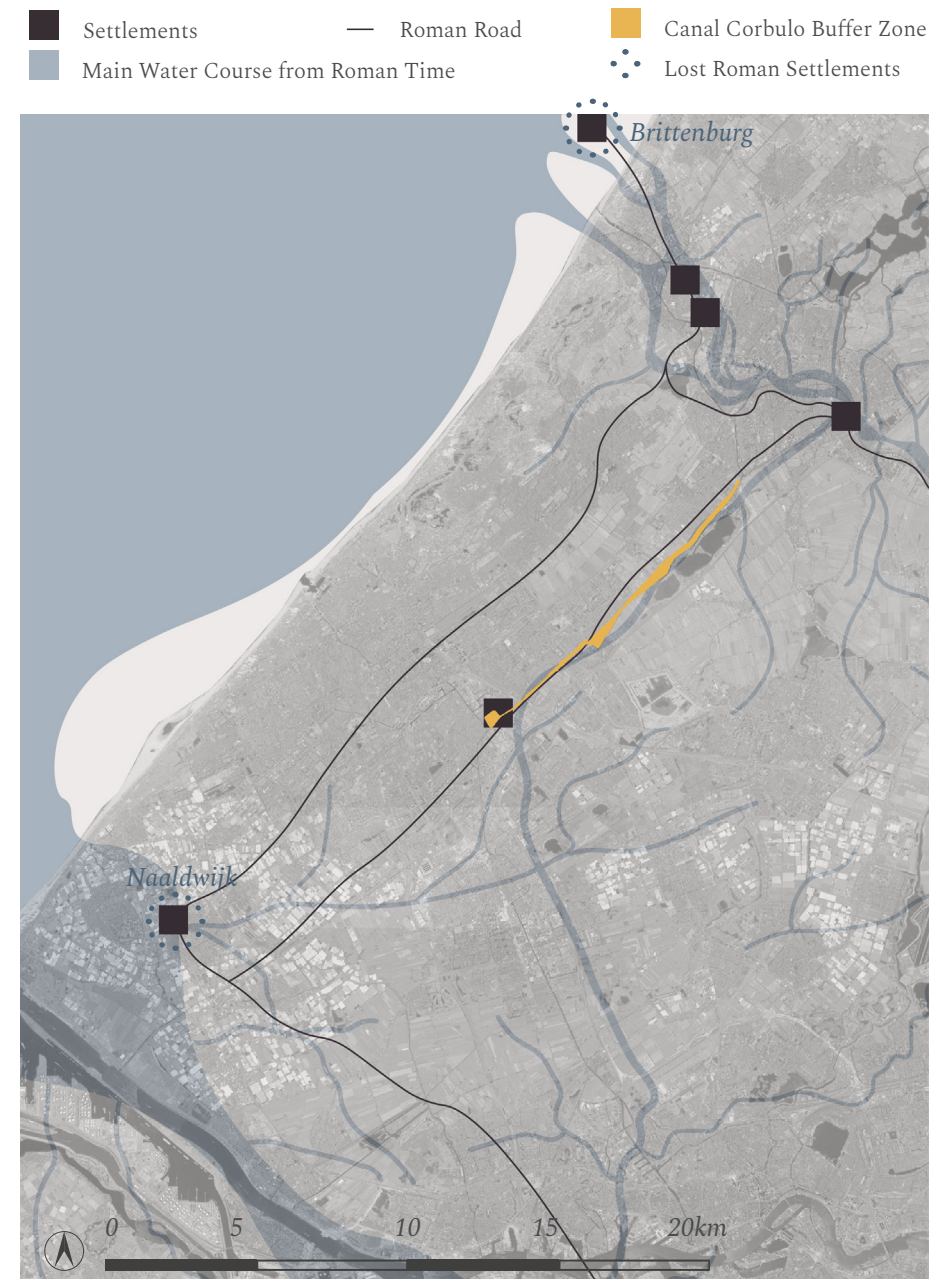 Settlements
Roman Road
Canal Corbulo Buffer Zone
Main Water Course from Roman Time
Lost Roman Settlements
Brittenburg
Naaldwijk
0 5 10 15 20km